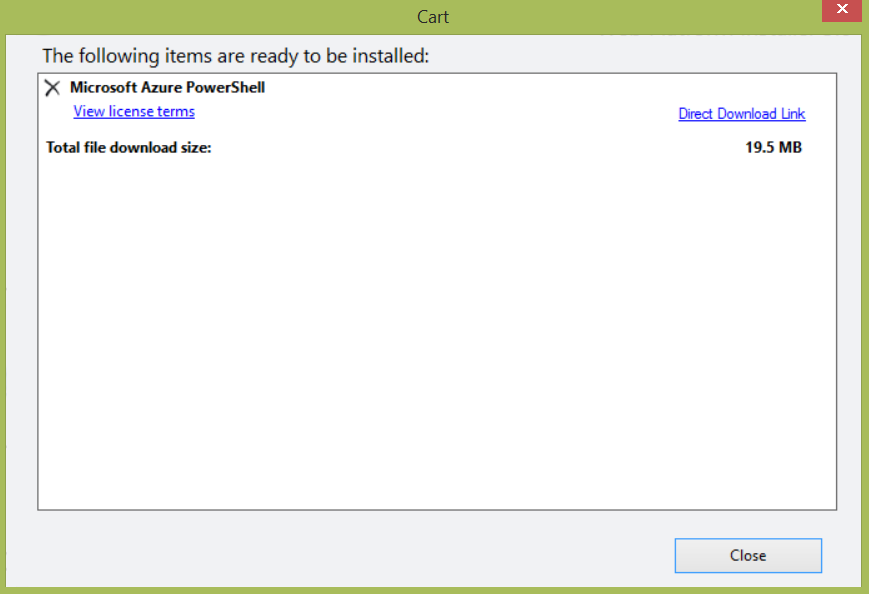 Cart
The following items are ready to be installed:
Microsoft Azure PowerShell
View license terms
Direct Download Link
Total file download size: 19.5 MB
Close